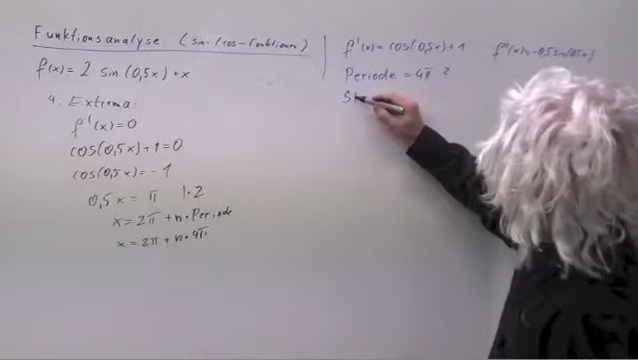 Funktionsanalyse (sin-/cos-Funktionen)
f(x) = 2 · sin(0,5x) + x
4. Extrema:
f'(x) = 0
cos(0,5x) + 1 = 0
cos(0,5x) = -1
0,5x = π | · 2
x = 2π + n · Periode
x = 2π + n · 4π
f'(x) = cos(0,5x) + 1
f''(x) = -0,5 sin(0,5x)
Periode = 4π ?